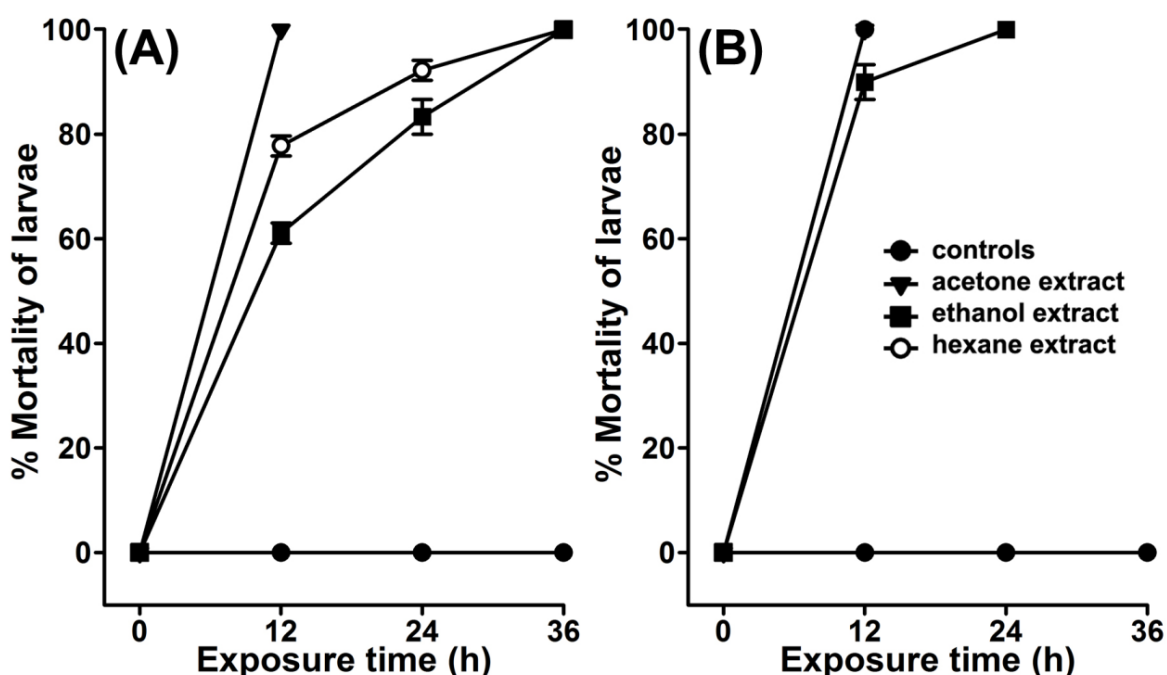 (A)
% Mortality of larvae
100
80
60
40
20
0
0 12 24 36
Exposure time (h)
(B)
% Mortality of larvae
100
80
60
40
20
0
0 12 24 36
Exposure time (h)
controls
acetone extract
ethanol extract
hexane extract